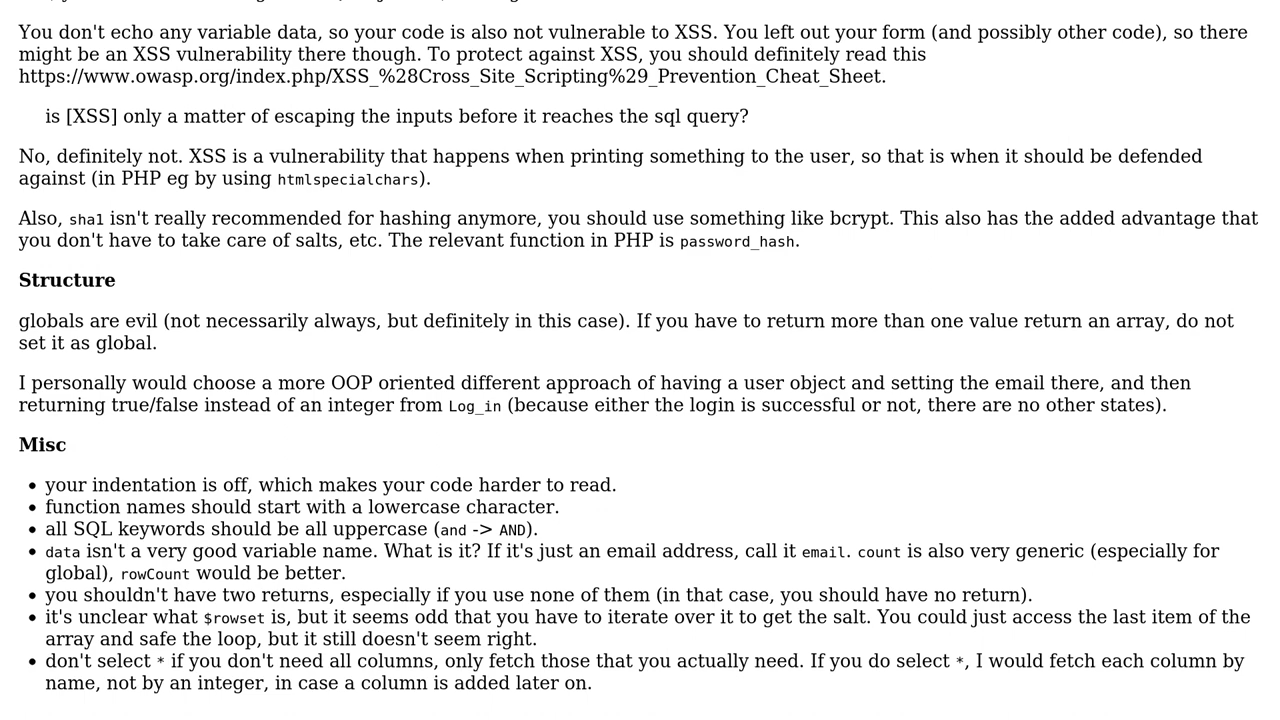 You don't echo any variable data, so your code is also not vulnerable to XSS. You left out your form (and possibly other code), so there
might be an XSS vulnerability there though. To protect against XSS, you should definitely read this
https://www.owasp.org/index.php/XSS_%28Cross_Site_Scripting%29_Prevention_Cheat_Sheet.
is [XSS] only a matter of escaping the inputs before it reaches the sql query?
No, definitely not. XSS is a vulnerability that happens when printing something to the user, so that is when it should be defended
against (in PHP eg by using htmlspecialchars).
Also, sha1 isn't really recommended for hashing anymore, you should use something like bcrypt. This also has the added advantage that
you don't have to take care of salts, etc. The relevant function in PHP is password_hash.
Structure
globals are evil (not necessarily always, but definitely in this case). If you have to return more than one value return an array, do not
set it as global.
I personally would choose a more OOP oriented different approach of having a user object and setting the email there, and then
returning true/false instead of an integer from Log_in (because either the login is successful or not, there are no other states).
Misc
• your indentation is off, which makes your code harder to read.
• function names should start with a lowercase character.
• all SQL keywords should be all uppercase (and -> AND).
• data isn't a very good variable name. What is it? If it's just an email address, call it email. count is also very generic (especially for
global), rowCount would be better.
• you shouldn't have two returns, especially if you use none of them (in that case, you should have no return).
• it's unclear what $rowset is, but it seems odd that you have to iterate over it to get the salt. You could just access the last item of the
array and safe the loop, but it still doesn't seem right.
• don't select * if you don't need all columns, only fetch those that you actually need. If you do select *, I would fetch each column by
name, not by an integer, in case a column is added later on.